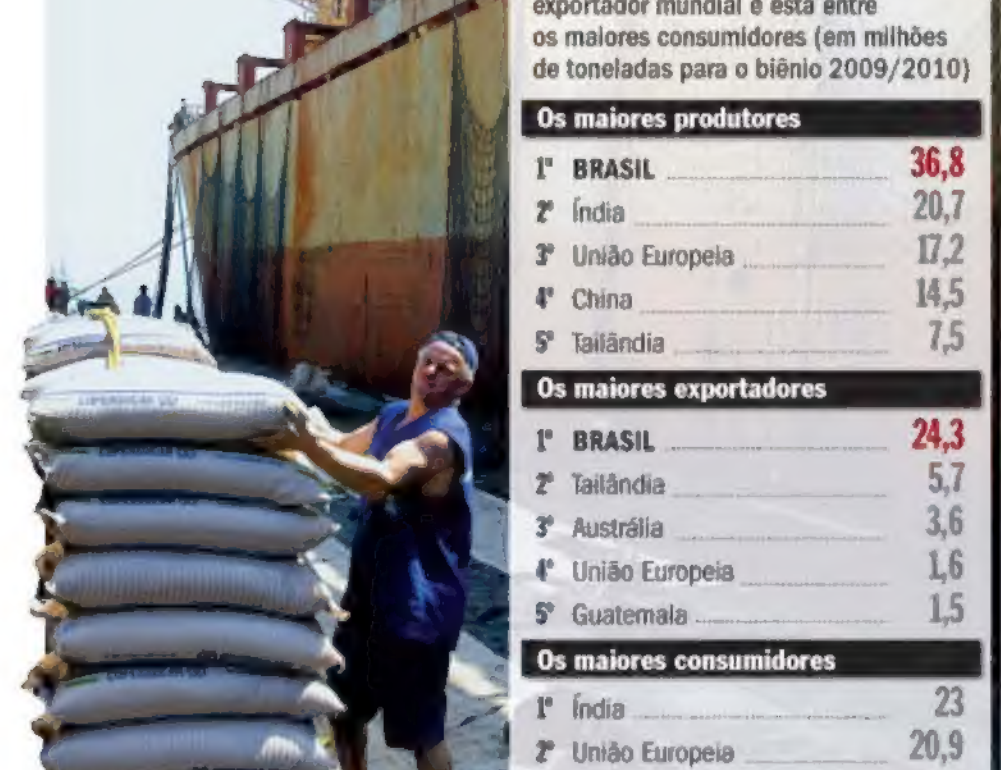 exportador mundial e está entre
os maiores consumidores (em milhões
de toneladas para o biênio 2009/2010)
Os maiores produtores
1º BRASIL 36,8
2º Índia 20,7
3º União Europeia 17,2
4º China 14,5
5º Tailândia 7,5
Os maiores exportadores
1º BRASIL 24,3
2º Tailândia 5,7
3º Austrália 3,6
4º União Europeia 1,6
5º Guatemala 1,5
Os maiores consumidores
1º Índia 23
2º União Europeia 20,9